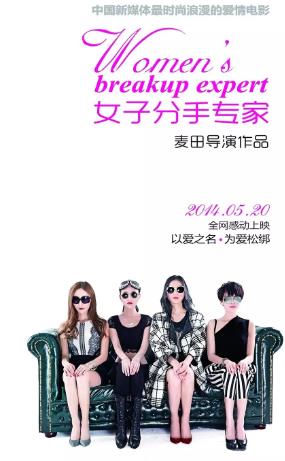 中国新媒体最时尚浪漫的爱情电影
Women's
breakup expert
女子分手专家
麦田导演作品
2014.05.20
全网感动上映
以爱之名·为爱松绑